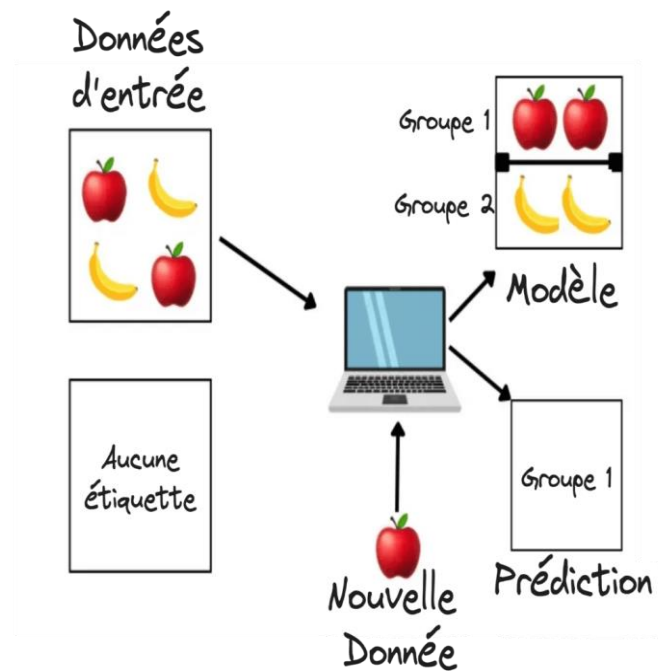 Données
d'entrée
Groupe 1
Groupe 2
Modèle
Aucune
étiquette
Groupe 1
Prédiction
Nouvelle
Donnée